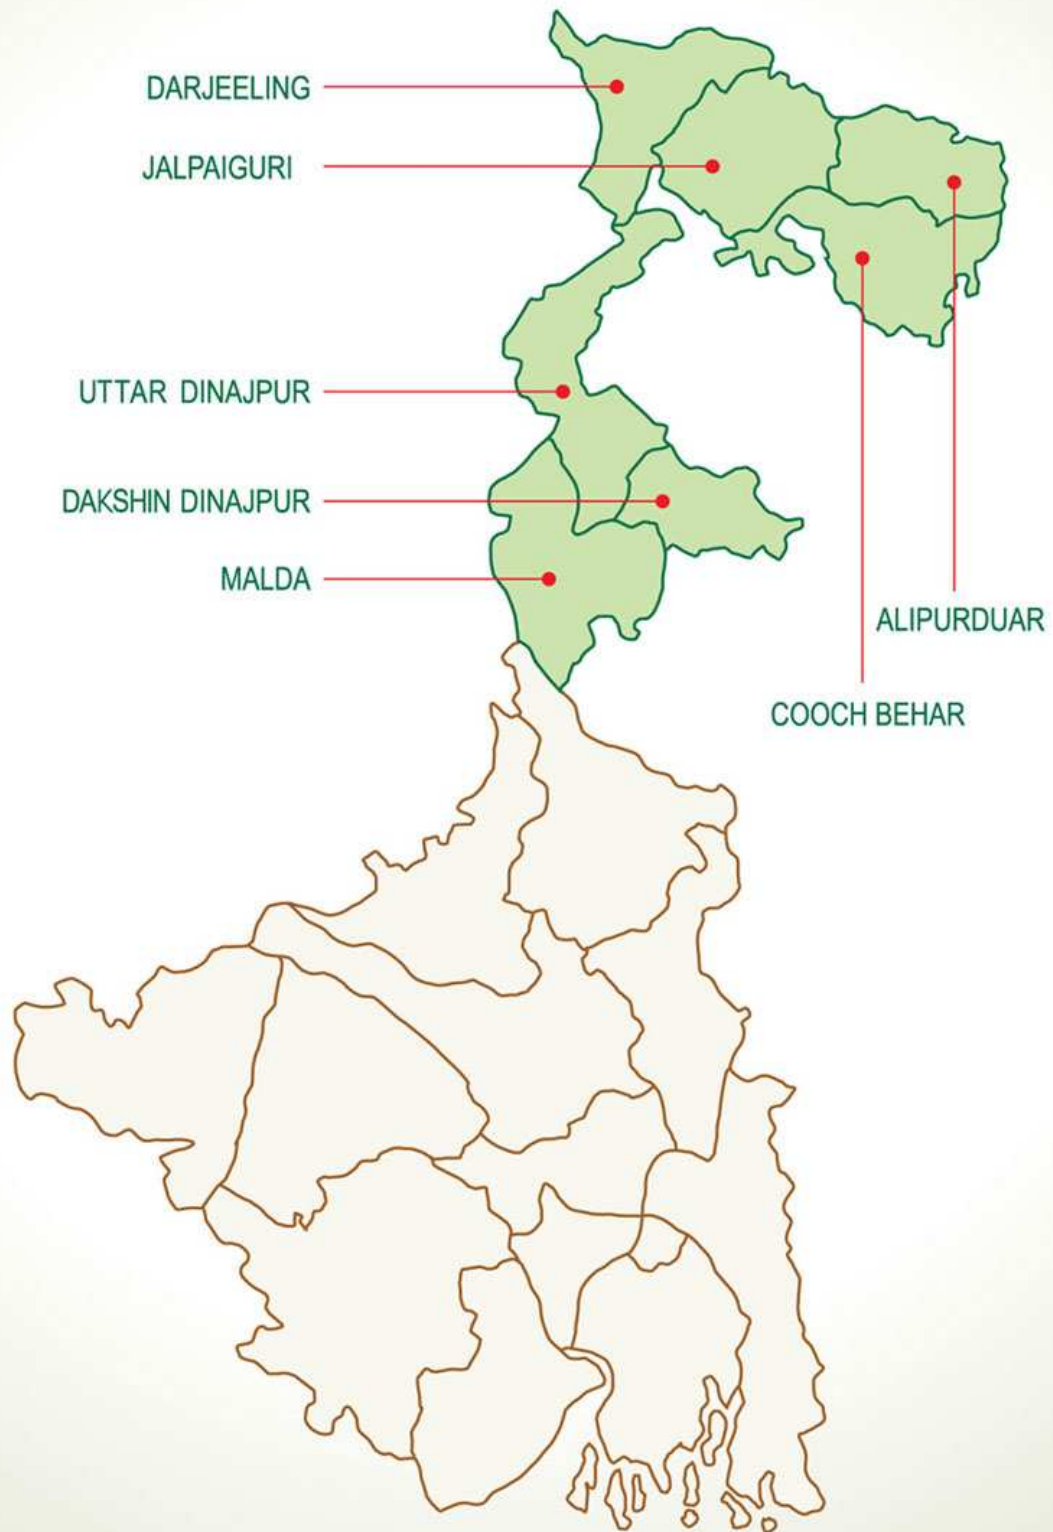 DARJEELING
JALPAIGURI
UTTAR DINAJPUR
DAKSHIN DINAJPUR
MALDA
ALIPURDUAR
COOCH BEHAR